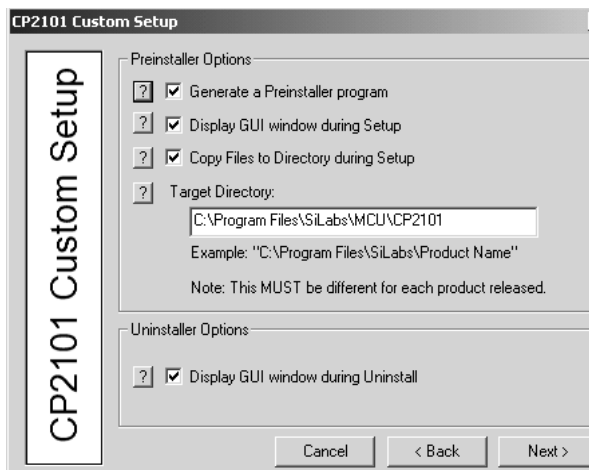 CP2101 Custom Setup
CP2101 Custom Setup
Preinstaller Options
? Generate a Preinstaller program
? Display GUI window during Setup
? Copy Files to Directory during Setup
? Target Directory:
C:\Program Files\SiLabs\MCU\CP2101
Example: "C:\Program Files\SiLabs\Product Name"
Note: This MUST be different for each product released.
Uninstaller Options
? Display GUI window during Uninstall
Cancel < Back Next >